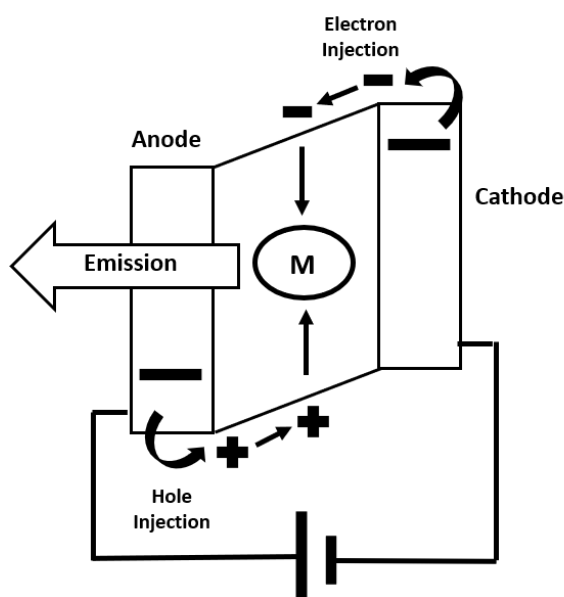 Electron
Injection
Anode
Cathode
Emission
M
Hole
Injection